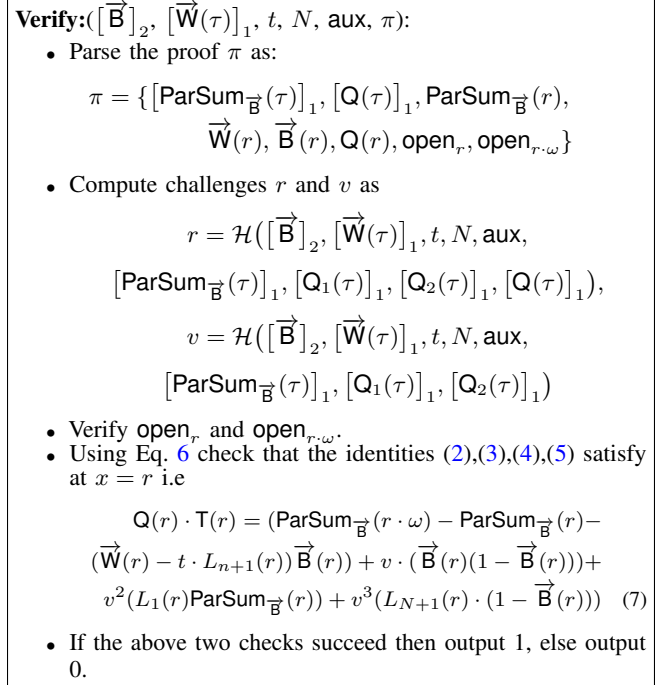 Verify:([B⃗]₂, [W⃗(τ)]₁, t, N, aux, π):
• Parse the proof π as:
π = {[ParSum_B⃗(τ)]₁, [Q(τ)]₁, ParSum_B⃗(r),
W⃗(r), B⃗(r), Q(r), open_r, open_{r·ω}}
• Compute challenges r and v as
r = ℋ([B⃗]₂, [W⃗(τ)]₁, t, N, aux,
[ParSum_B⃗(τ)]₁, [Q₁(τ)]₁, [Q₂(τ)]₁, [Q(τ)]₁),
v = ℋ([B⃗]₂, [W⃗(τ)]₁, t, N, aux,
[ParSum_B⃗(τ)]₁, [Q₁(τ)]₁, [Q₂(τ)]₁)
• Verify open_r and open_{r·ω}.
• Using Eq. 6 check that the identities (2),(3),(4),(5) satisfy
at x = r i.e
Q(r) · T(r) = (ParSum_B⃗(r · ω) − ParSum_B⃗(r)−
(W⃗(r) − t · L_{n+1}(r))B⃗(r)) + v · (B⃗(r)(1 − B⃗(r)))+
v²(L₁(r)ParSum_B⃗(r)) + v³(L_{N+1}(r) · (1 − B⃗(r))) (7)
• If the above two checks succeed then output 1, else output
0.